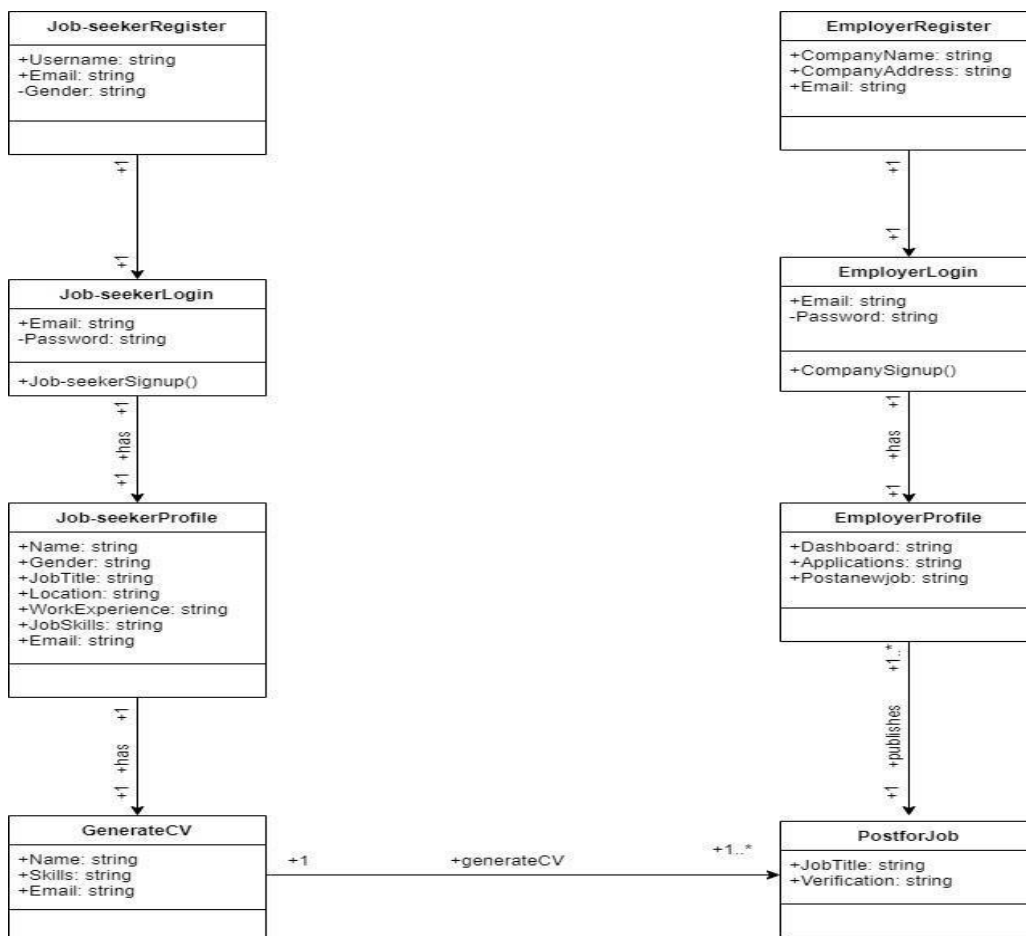 Job-seekerRegister
+Username: string
+Email: string
-Gender: string
+1
+1
Job-seekerLogin
+Email: string
-Password: string
+Job-seekerSignup()
+1
+has
+1
Job-seekerProfile
+Name: string
+Gender: string
+JobTitle: string
+Location: string
+WorkExperience: string
+JobSkills: string
+Email: string
+1
+has
+1
GenerateCV
+Name: string
+Skills: string
+Email: string
+1
+generateCV
+1..*
EmployerRegister
+CompanyName: string
+CompanyAddress: string
+Email: string
+1
+1
EmployerLogin
+Email: string
-Password: string
+CompanySignup()
+1
+has
+1
EmployerProfile
+Dashboard: string
+Applications: string
+Postanewjob: string
+1..*
+publishes
+1
PostforJob
+JobTitle: string
+Verification: string